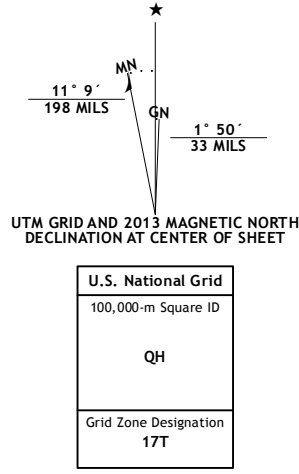 ★
MN
11° 9´
198 MILS
GN
1° 50´
33 MILS
UTM GRID AND 2013 MAGNETIC NORTH
DECLINATION AT CENTER OF SHEET
U.S. National Grid
100,000-m Square ID
QH
Grid Zone Designation
17T